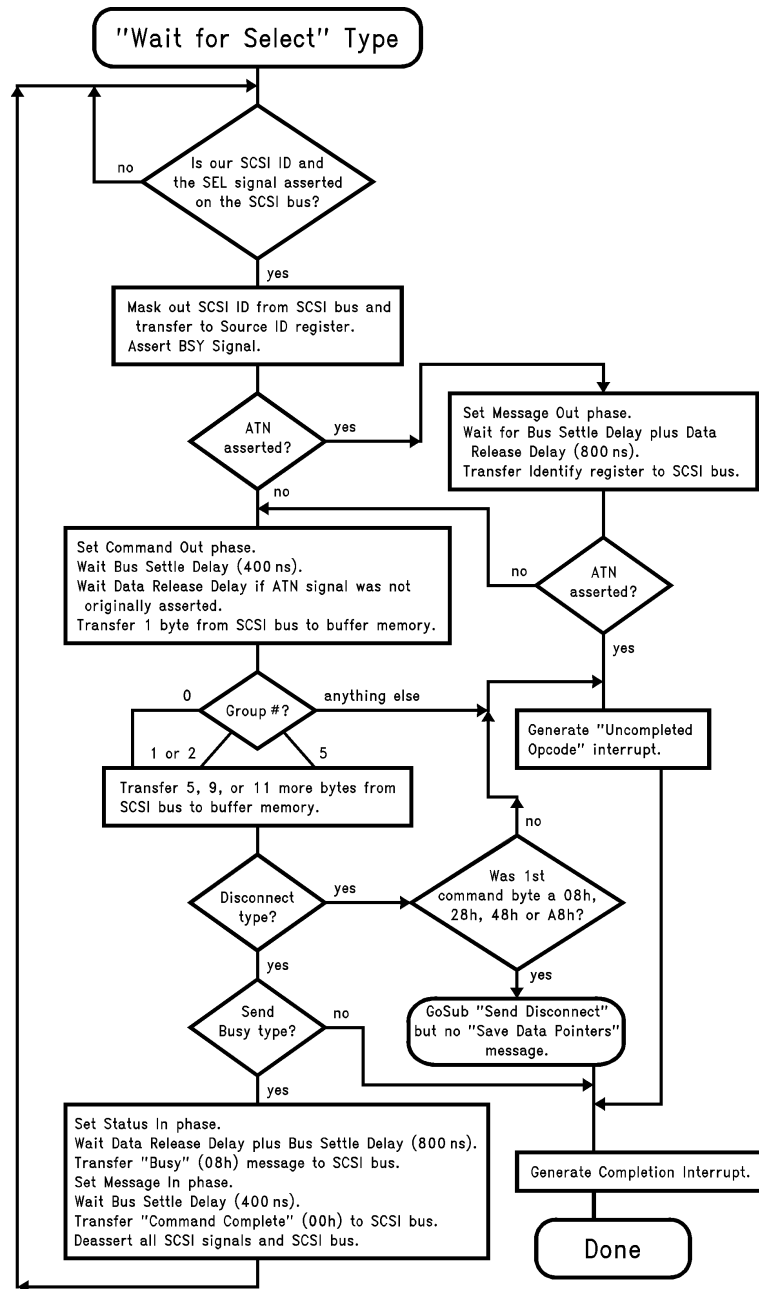 "Wait for Select" Type
no
Is our SCSI ID and
the SEL signal asserted
on the SCSI bus?
yes
Mask out SCSI ID from SCSI bus and
transfer to Source ID register.
Assert BSY Signal.
ATN
asserted?
yes
no
Set Message Out phase.
Wait for Bus Settle Delay plus Data
Release Delay (800 ns).
Transfer Identify register to SCSI bus.
ATN
asserted?
no
yes
Set Command Out phase.
Wait Bus Settle Delay (400 ns).
Wait Data Release Delay if ATN signal was not
originally asserted.
Transfer 1 byte from SCSI bus to buffer memory.
0
Group #?
anything else
1 or 2
5
Generate "Uncompleted
Opcode" interrupt.
Transfer 5, 9, or 11 more bytes from
SCSI bus to buffer memory.
no
Disconnect
type?
yes
Was 1st
command byte a 08h,
28h, 48h or A8h?
yes
yes
Send
Busy type?
no
GoSub "Send Disconnect"
but no "Save Data Pointers"
message.
yes
Set Status In phase.
Wait Data Release Delay plus Bus Settle Delay (800 ns).
Transfer "Busy" (08h) message to SCSI bus.
Set Message In phase.
Wait Bus Settle Delay (400 ns).
Transfer "Command Complete" (00h) to SCSI bus.
Deassert all SCSI signals and SCSI bus.
Generate Completion Interrupt.
Done